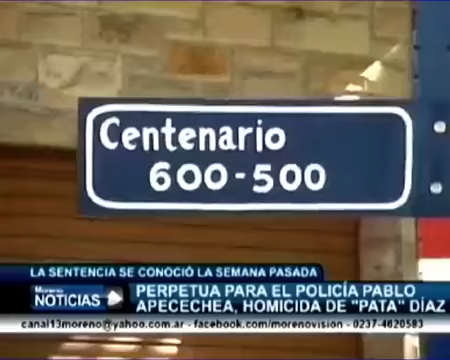 Centenario
600-500
LA SENTENCIA SE CONOCIÓ LA SEMANA PASADA
Moreno
NOTICIAS
PERPETUA PARA EL POLICÍA PABLO
APECECHEA, HOMICIDA DE "PATA" DÍAZ
canal13moreno@yahoo.com.ar - facebook.com/morenovision - 0237-4620583